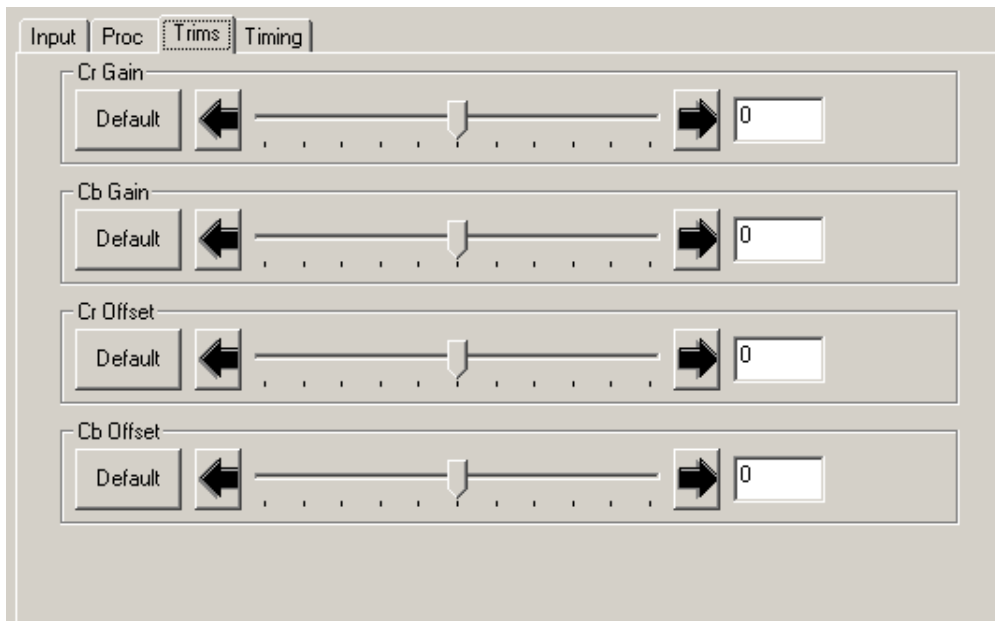 Input Proc Trims Timing
Cr Gain
Default 0
Cb Gain
Default 0
Cr Offset
Default 0
Cb Offset
Default 0